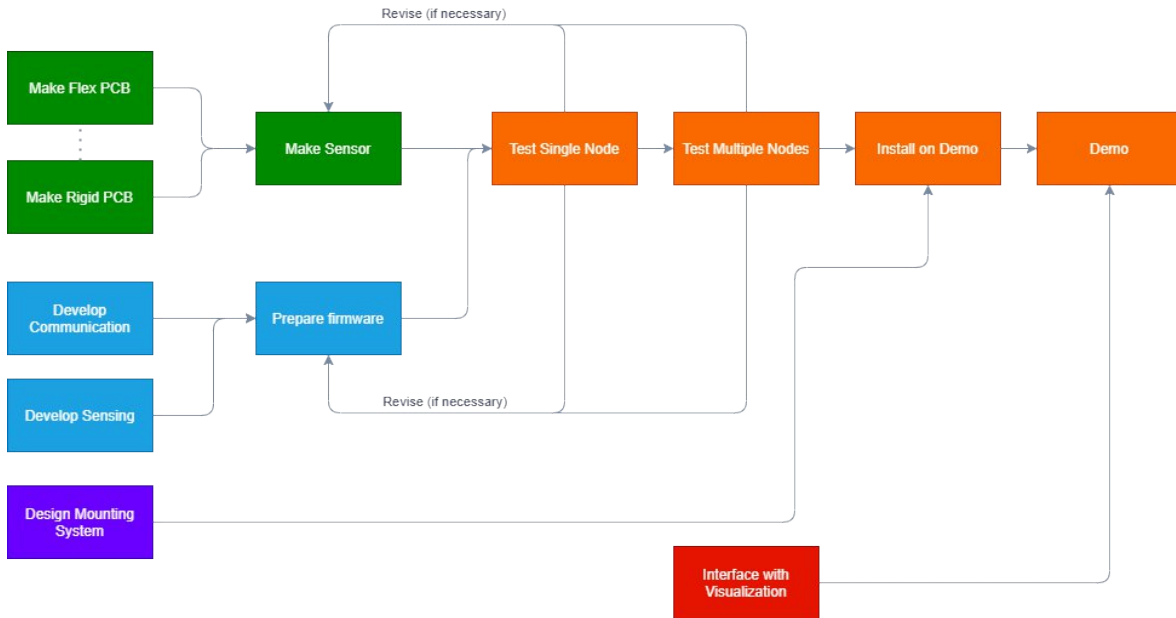 Revise (if necessary)
Make Flex PCB
Make Sensor
Test Single Node
Test Multiple Nodes
Install on Demo
Demo
Make Rigid PCB
Develop
Communication
Prepare firmware
Develop Sensing
Revise (if necessary)
Design Mounting
System
Interface with
Visualization